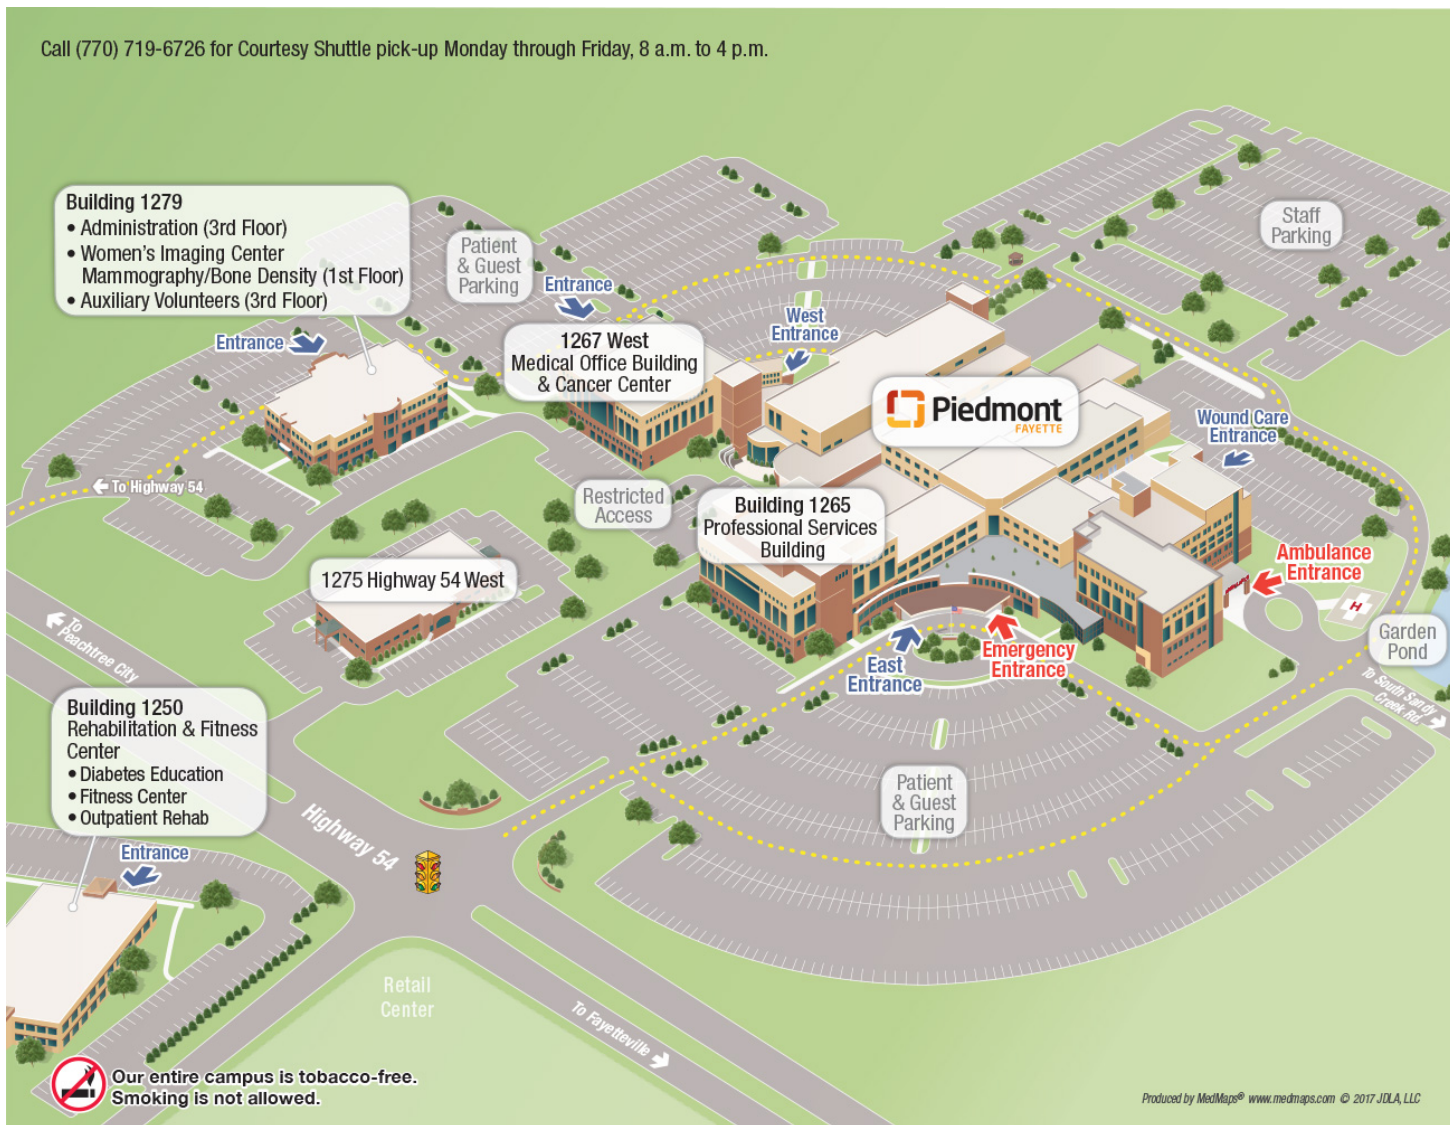 Call (770) 719-6726 for Courtesy Shuttle pick-up Monday through Friday, 8 a.m. to 4 p.m.
Building 1279
• Administration (3rd Floor)
• Women's Imaging Center
Mammography/Bone Density (1st Floor)
• Auxiliary Volunteers (3rd Floor)
Entrance
Patient
& Guest
Parking
Entrance
1267 West
Medical Office Building
& Cancer Center
West
Entrance
Staff
Parking
Piedmont
FAYETTE
Wound Care
Entrance
To Highway 54
Restricted
Access
Building 1265
Professional Services
Building
1275 Highway 54 West
Ambulance
Entrance
H
Garden
Pond
To South Sandy
Creek Rd.
East
Entrance
Emergency
Entrance
To
Peachtree City
Building 1250
Rehabilitation & Fitness
Center
• Diabetes Education
• Fitness Center
• Outpatient Rehab
Entrance
Highway 54
Patient
& Guest
Parking
Retail
Center
To Fayetteville
Our entire campus is tobacco-free.
Smoking is not allowed.
Produced by MedMaps® www.medmaps.com © 2017 JDLA, LLC